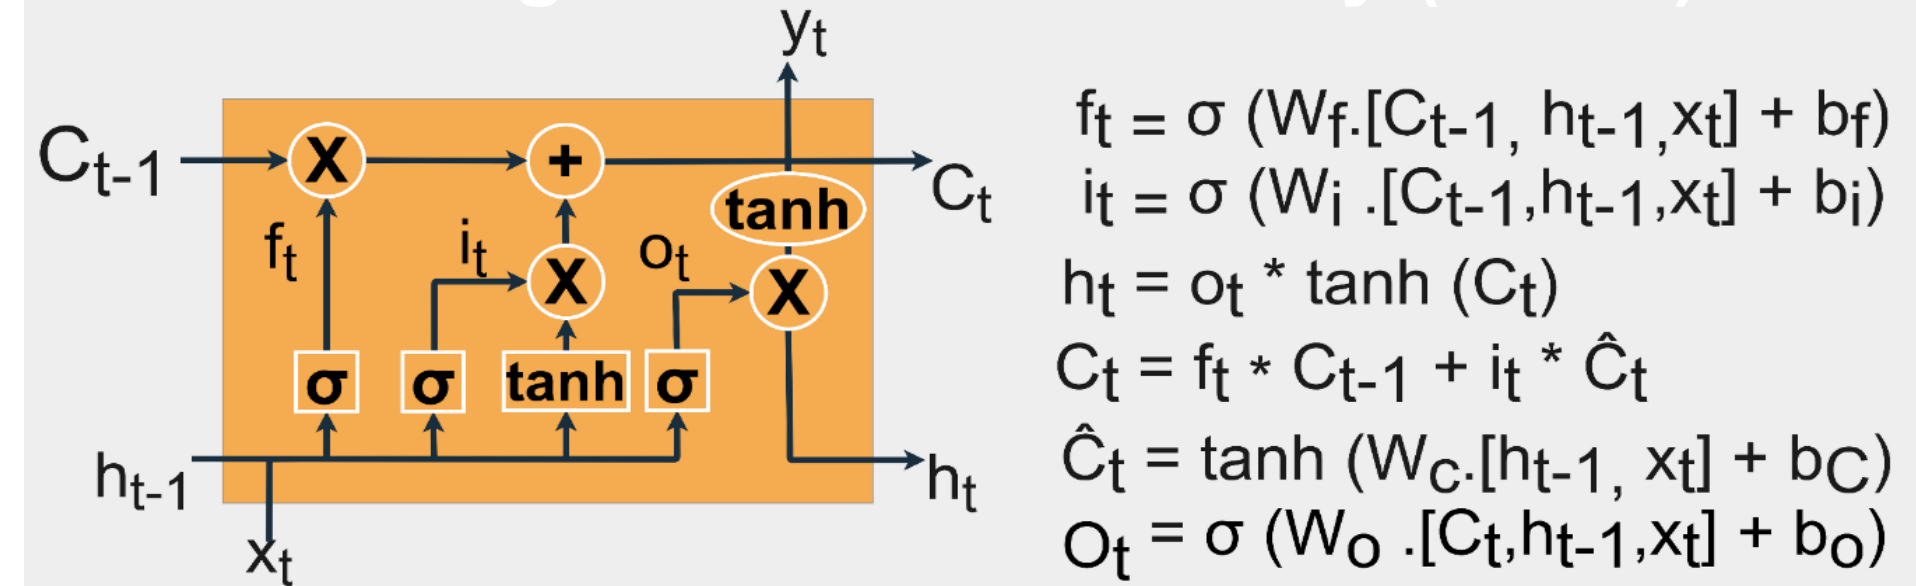 yt
Ct-1 X + Ct
tanh
ft it ot
X X
σ σ tanh σ
ht-1 ht
xt
ft = σ (Wf.[Ct-1, ht-1,xt] + bf)
it = σ (Wi .[Ct-1,ht-1,xt] + bi)
ht = ot * tanh (Ct)
Ct = ft * Ct-1 + it * Ĉt
Ĉt = tanh (Wc.[ht-1, xt] + bC)
Ot = σ (Wo .[Ct,ht-1,xt] + bo)